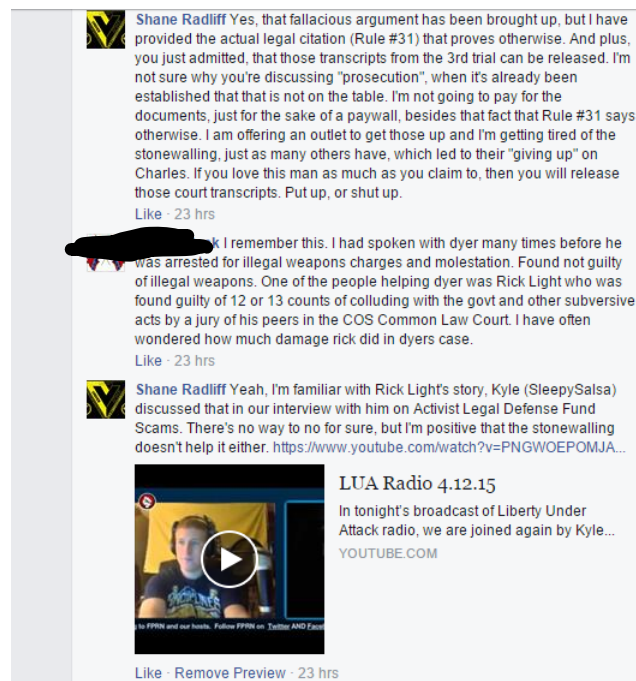 Shane Radliff Yes, that fallacious argument has been brought up, but I have
provided the actual legal citation (Rule #31) that proves otherwise. And plus,
you just admitted, that those transcripts from the 3rd trial can be released. I'm
not sure why you're discussing "prosecution", when it's already been
established that that is not on the table. I'm not going to pay for the
documents, just for the sake of a paywall, besides that fact that Rule #31 says
otherwise. I am offering an outlet to get those up and I'm getting tired of the
stonewalling, just as many others have, which led to their "giving up" on
Charles. If you love this man as much as you claim to, then you will release
those court transcripts. Put up, or shut up.
Like · 23 hrs
k I remember this. I had spoken with dyer many times before he
was arrested for illegal weapons charges and molestation. Found not guilty
of illegal weapons. One of the people helping dyer was Rick Light who was
found guilty of 12 or 13 counts of colluding with the govt and other subversive
acts by a jury of his peers in the COS Common Law Court. I have often
wondered how much damage rick did in dyers case.
Like · 23 hrs
Shane Radliff Yeah, I'm familiar with Rick Light's story, Kyle (SleepySalsa)
discussed that in our interview with him on Activist Legal Defense Fund
Scams. There's no way to no for sure, but I'm positive that the stonewalling
doesn't help it either. https://www.youtube.com/watch?v=PNGWOEPOMJA...
LUA Radio 4.12.15
In tonight's broadcast of Liberty Under
Attack radio, we are joined again by Kyle...
YOUTUBE.COM
g to FPRN and our hosts. Follow FPRN on Twitter AND Faceb
Like · Remove Preview · 23 hrs